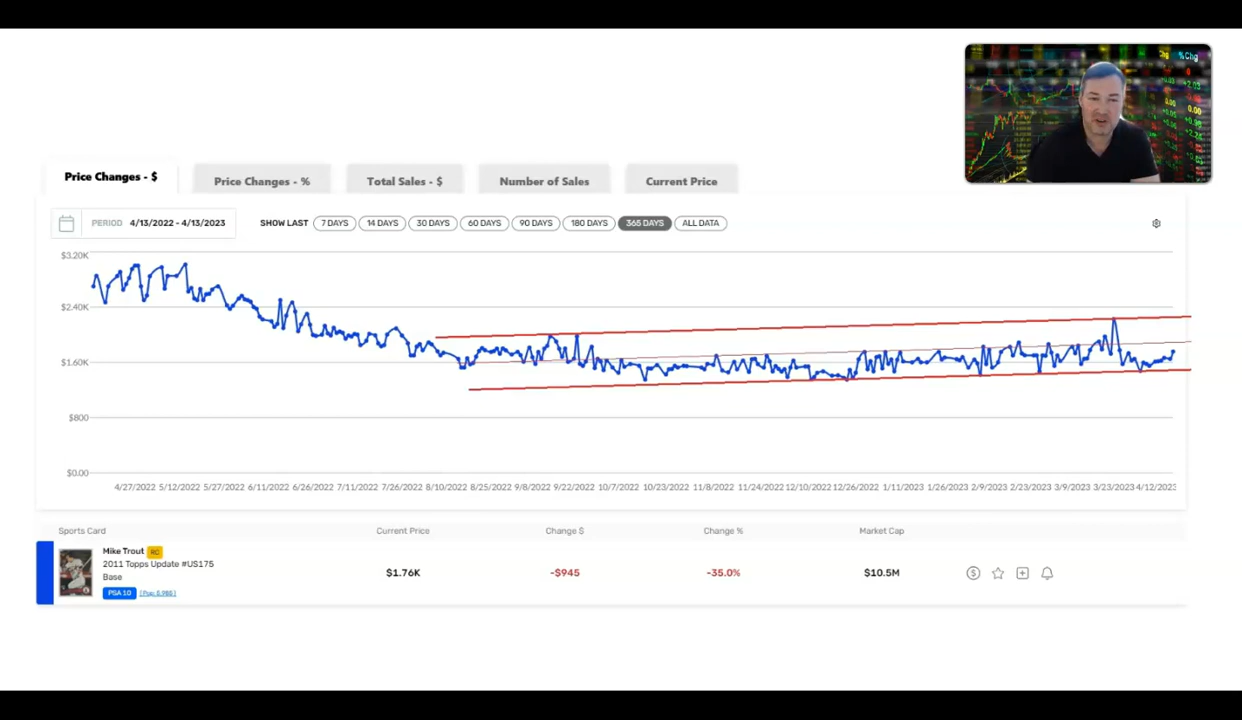 Chg %Chg
Price Changes - $ Price Changes - % Total Sales - $ Number of Sales Current Price
PERIOD 4/13/2022 - 4/13/2023 SHOW LAST 7 DAYS 14 DAYS 30 DAYS 60 DAYS 90 DAYS 180 DAYS 365 DAYS ALL DATA
$3.20K
$2.40K
$1.60K
$800
$0.00
4/27/2022 5/12/2022 5/27/2022 6/11/2022 6/26/2022 7/11/2022 7/26/2022 8/10/2022 8/25/2022 9/8/2022 9/22/2022 10/7/2022 10/23/2022 11/8/2022 11/24/2022 12/10/2022 12/26/2022 1/11/2023 1/26/2023 2/9/2023 2/23/2023 3/9/2023 3/23/2023 4/12/2023
Sports Card Current Price Change $ Change % Market Cap
Mike Trout RC
2011 Topps Update #US175
Base
PSA 10
$1.76K -$945 -35.0% $10.5M